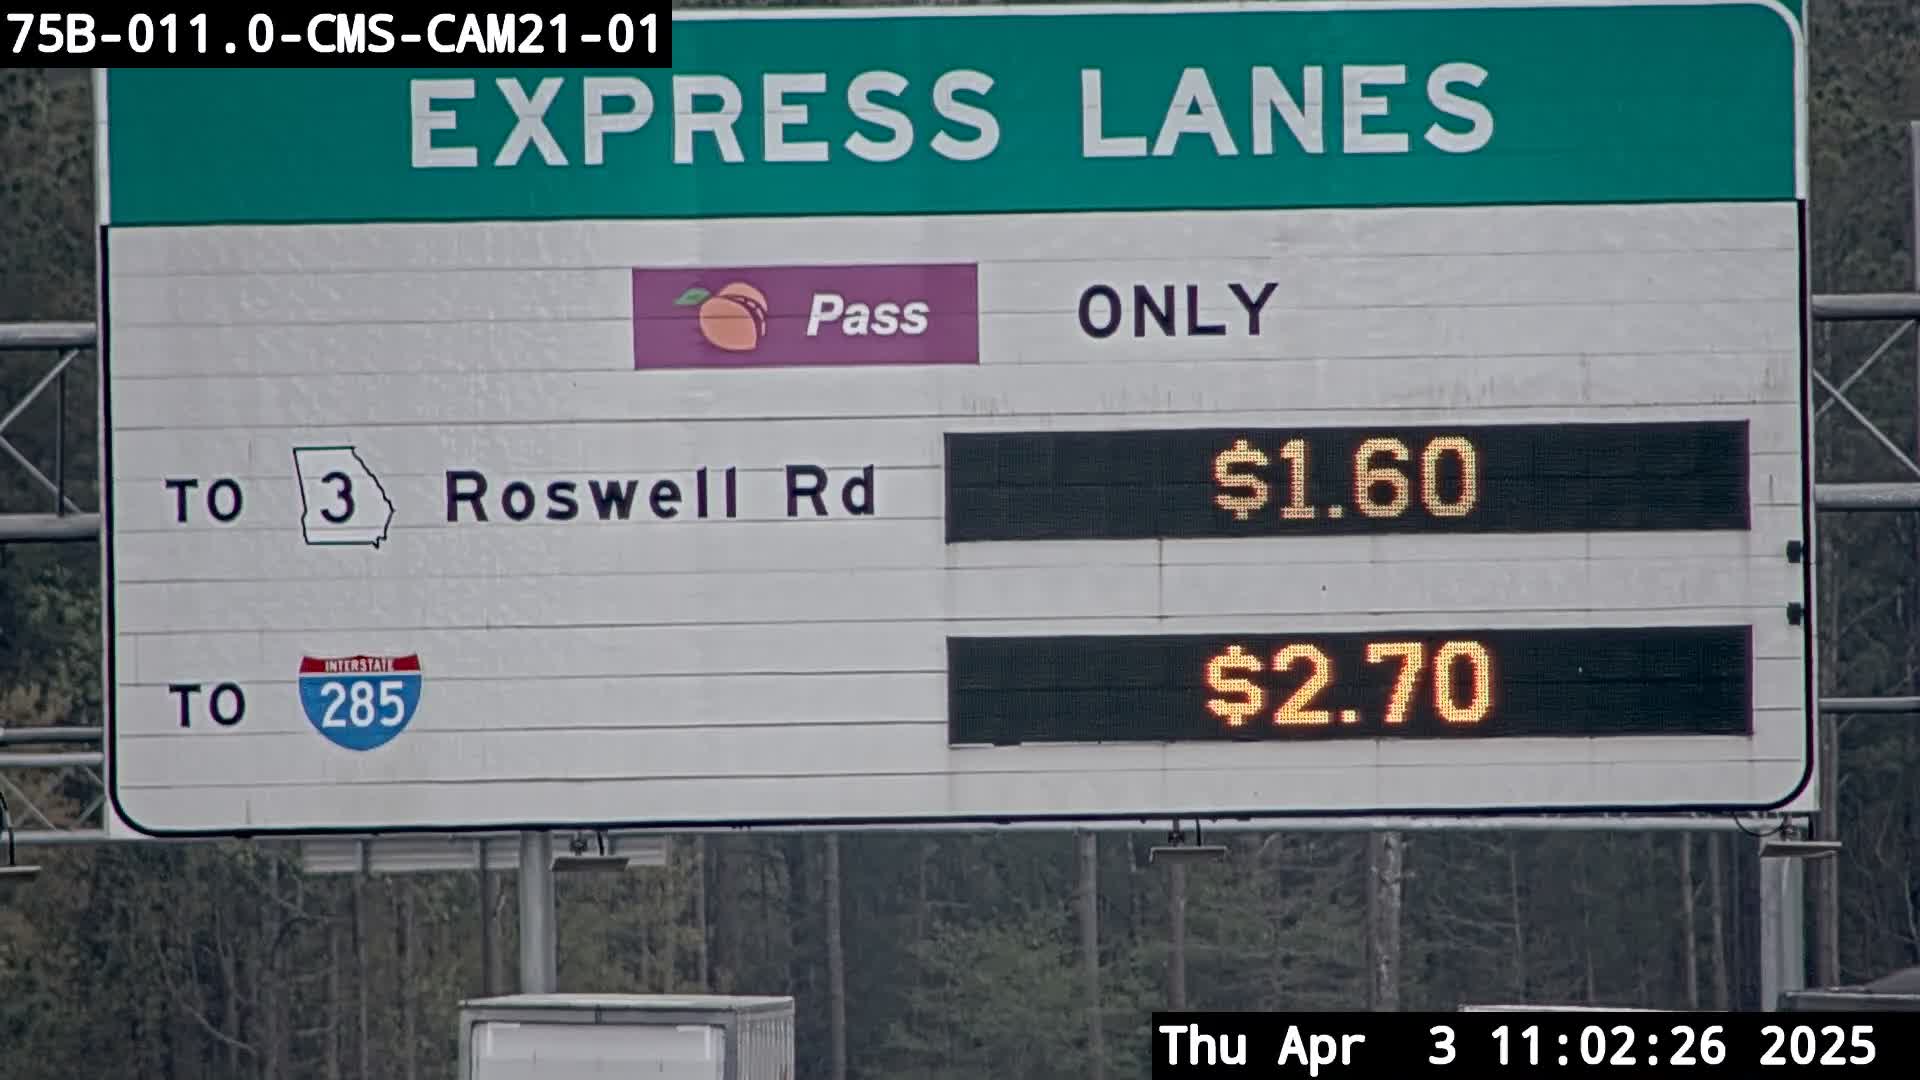 75B-011.0-CMS-CAM21-01
EXPRESS LANES
Pass ONLY
TO 3 Roswell Rd $1.60
INTERSTATE
TO 285 $2.70
Thu Apr 3 11:02:26 2025